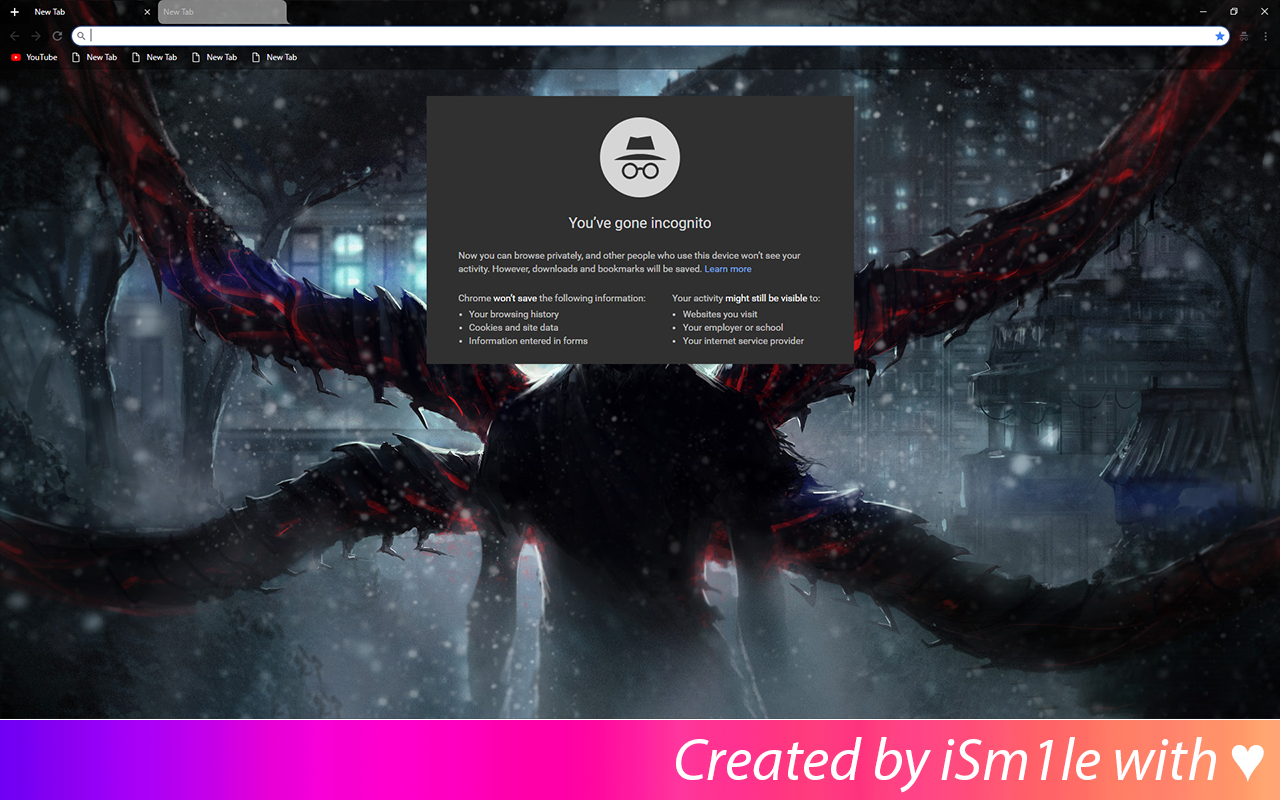 New Tab
New Tab
YouTube
New Tab
New Tab
New Tab
New Tab
You've gone incognito
Now you can browse privately, and other people who use this device won't see your
activity. However, downloads and bookmarks will be saved. Learn more
Chrome won't save the following information:
• Your browsing history
• Cookies and site data
• Information entered in forms
Your activity might still be visible to:
• Websites you visit
• Your employer or school
• Your internet service provider
Created by iSm1le with ♥